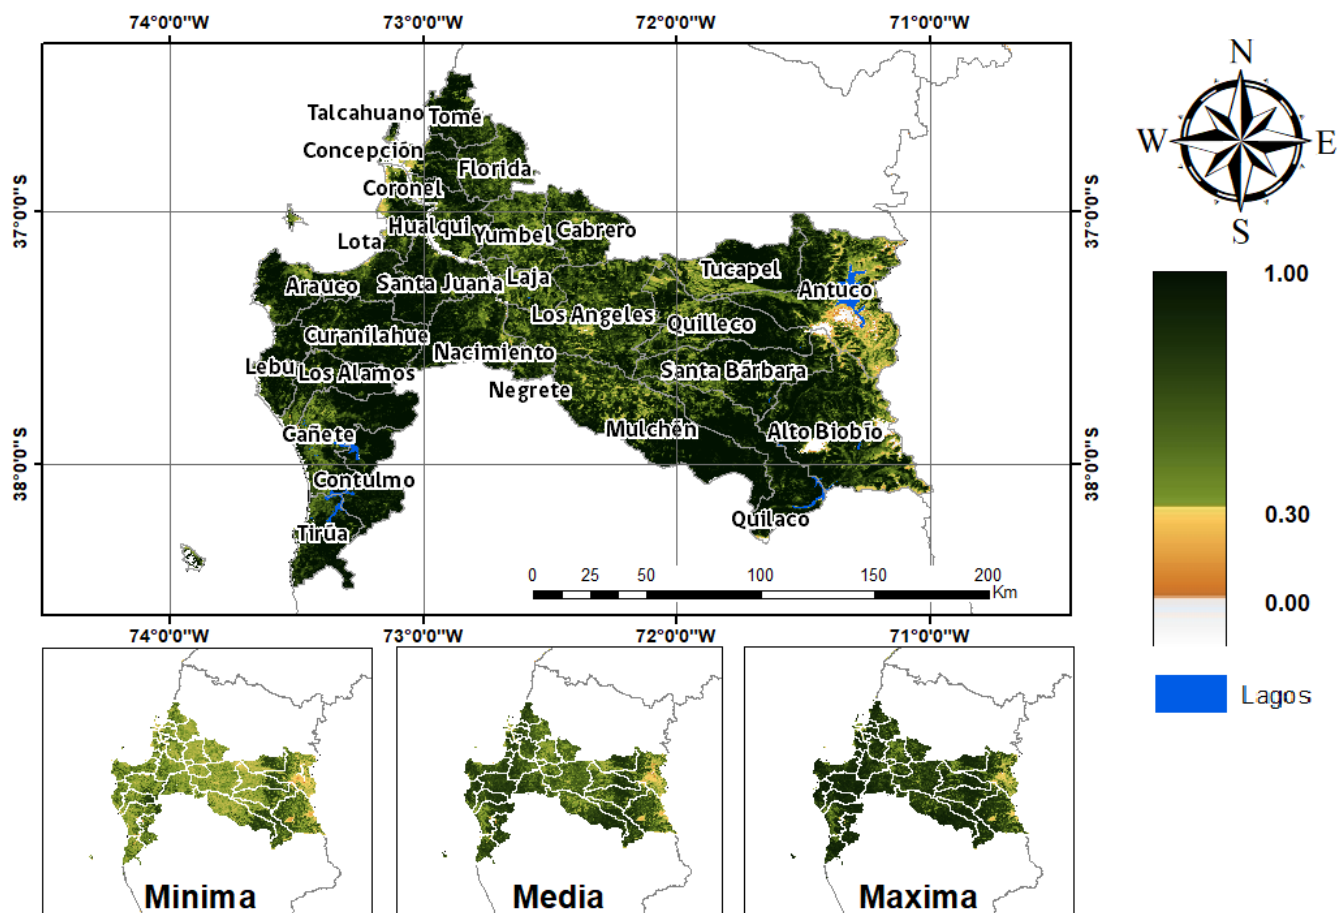 74°0'0"W 73°0'0"W 72°0'0"W 71°0'0"W
N
W E
S
37°0'0"S 37°0'0"S
38°0'0"S 38°0'0"S
Talcahuano Tomé
Concepción
Florida
Coronel
Hualqui
Yumbel Cabrero
Lota
Tucapel
Laja
Arauco Santa Juana
Antuco
Los Angeles
Quilleco
Curanilahue
Nacimiento
Lebu Los Alamos
Santa Bárbara
Negrete
Mulchén
Cañete
Alto Biobío
Contulmo
Quilaco
Tirúa
0 25 50 100 150 200
Km
74°0'0"W 73°0'0"W 72°0'0"W 71°0'0"W
1.00
0.30
0.00
Lagos
Minima
Media
Maxima